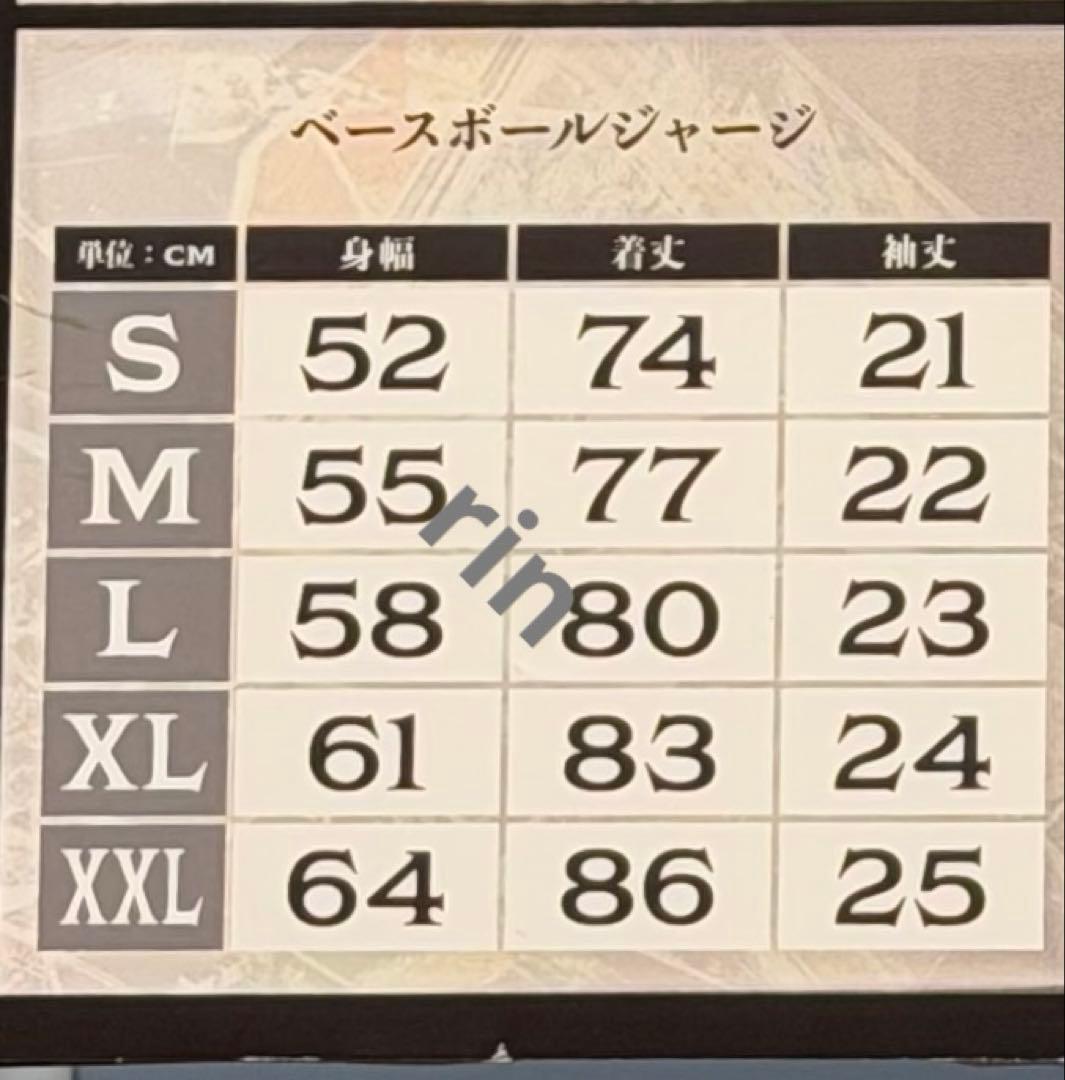 ベースボールジャージ
単位：CM 身幅 着丈 袖丈
S 52 74 21
M 55 77 22
L 58 80 23
XL 61 83 24
XXL 64 86 25
rin